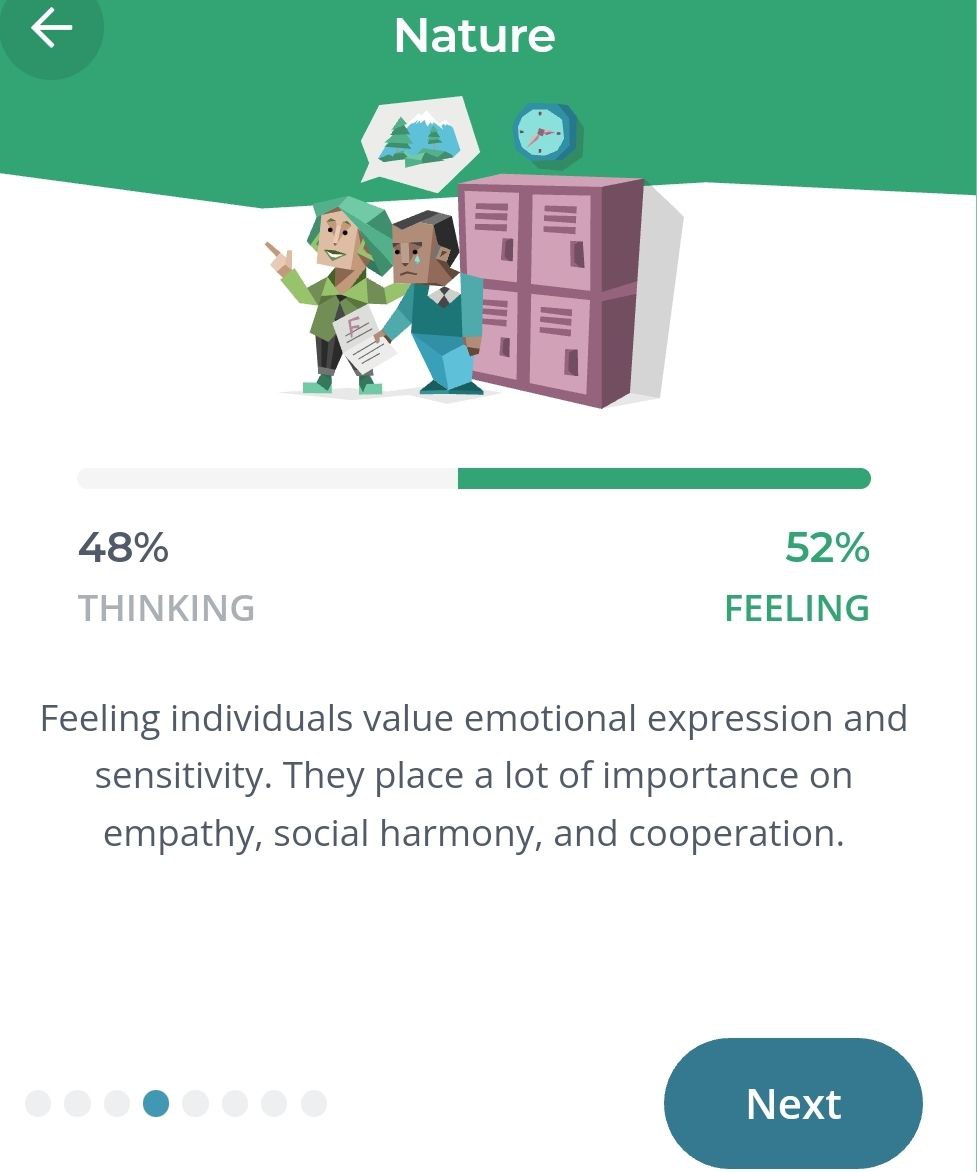 Nature
F
48%
52%
THINKING
FEELING
Feeling individuals value emotional expression and
sensitivity. They place a lot of importance on
empathy, social harmony, and cooperation.
Next